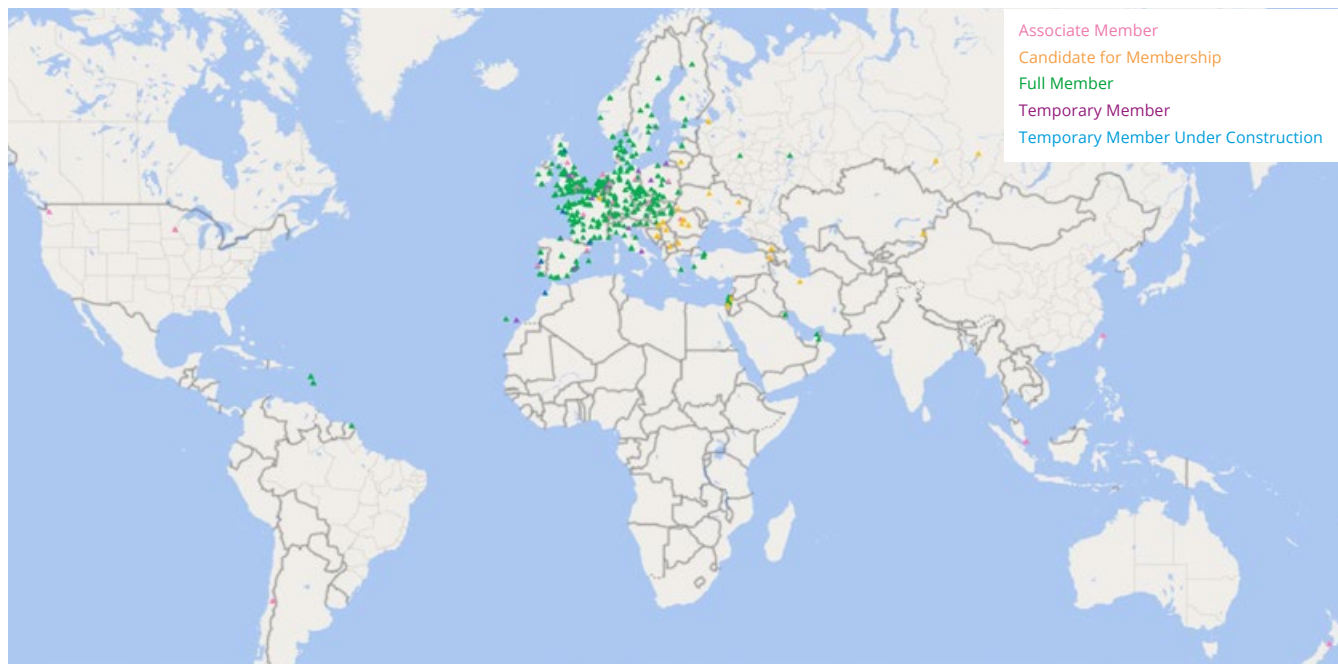 Associate Member
Candidate for Membership
Full Member
Temporary Member
Temporary Member Under Construction